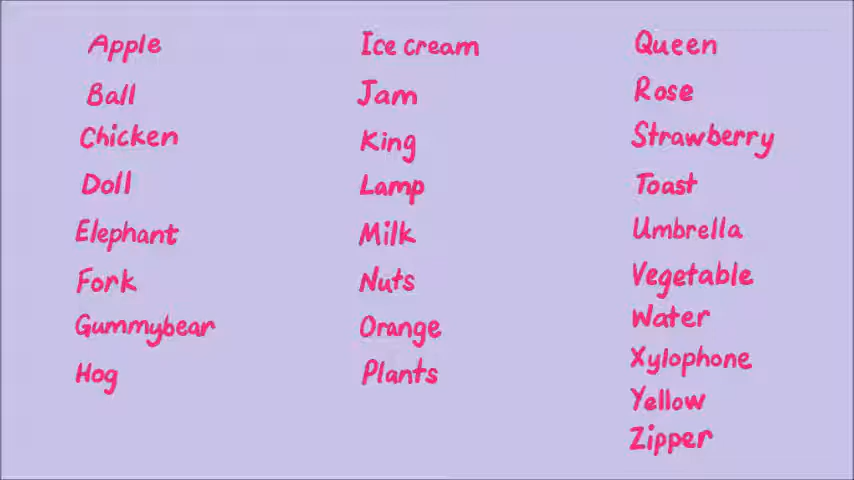 Apple
Ball
Chicken
Doll
Elephant
Fork
Gummybear
Hog
Ice cream
Jam
King
Lamp
Milk
Nuts
Orange
Plants
Queen
Rose
Strawberry
Toast
Umbrella
Vegetable
Water
Xylophone
Yellow
Zipper